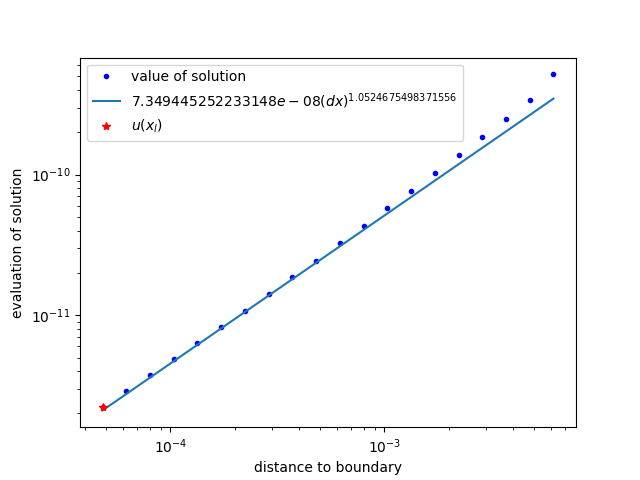 value of solution
7.349445252233148e − 08(dx)^1.0524675498371556
u(x_l)
evaluation of solution
10^−10
10^−11
10^−4
10^−3
distance to boundary